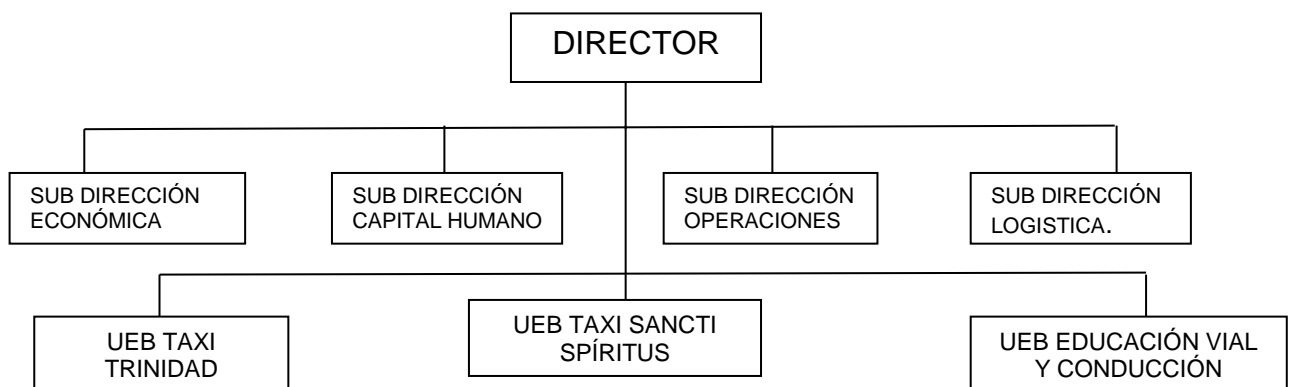 DIRECTOR
SUB DIRECCIÓN
ECONÓMICA
SUB DIRECCIÓN
CAPITAL HUMANO
SUB DIRECCIÓN
OPERACIONES
SUB DIRECCIÓN
LOGISTICA.
UEB TAXI
TRINIDAD
UEB TAXI SANCTI
SPÍRITUS
UEB EDUCACIÓN VIAL
Y CONDUCCIÓN